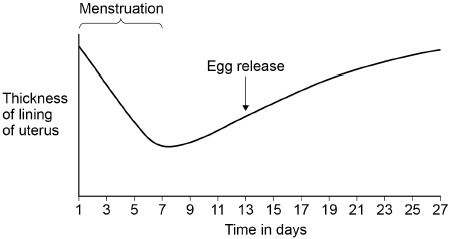 Menstruation
Egg release
Thickness
of lining
of uterus
1 3 5 7 9 11 13 15 17 19 21 23 25 27
Time in days